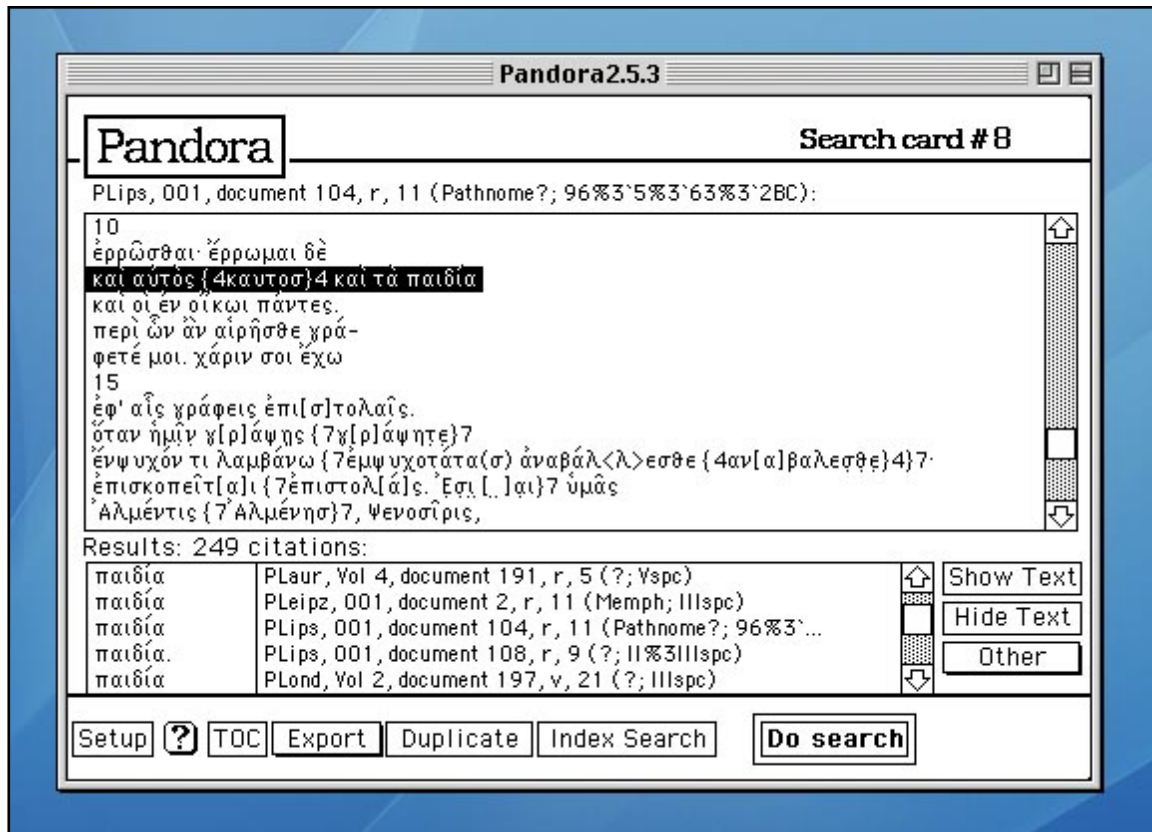 Pandora2.5.3
Pandora
Search card # 8
PLips, 001, document 104, r, 11 (Pathnome?; 96%3`5%3`63%3`2BC):
10
ἐρρῶσθαι· ἔρρωμαι δὲ
καὶ αὐτὸς {4καυτοσ}4 καὶ τὰ παιδία
καὶ οἱ ἐν οἴκωι πάντες.
περὶ ὧν ἂν αἱρῆσθε γρά-
φετέ μοι. χάριν σοι ἔχω
15
ἐφ' αἷς γράφεις ἐπι[σ]τολαῖς.
ὅταν ἡμῖν γ[ρ]άψῃς {7γ[ρ]άψητε}7
ἔνψυχόν τι λαμβάνω {7ἐμψυχοτάτα(σ) ἀναβάλ<λ>εσθε {4αν[α]βαλεσθε}4}7·
ἐπισκοπεῖτ[α]ι {7ἐπιστολ[ά]ς. Ἔσι [ ]αι}7 ὑμᾶς
Ἀλμέντις {7Ἀλμένησ}7, Ψενοσῖρις,
Results: 249 citations:
παιδία PLaur, Vol 4, document 191, r, 5 (?; Vspc)
παιδία PLeipz, 001, document 2, r, 11 (Memph; IIIspc)
παιδία PLips, 001, document 104, r, 11 (Pathnome?; 96%3`...
παιδία. PLips, 001, document 108, r, 9 (?; II%3IIIspc)
παιδία PLond, Vol 2, document 197, v, 21 (?; IIIspc)
Show Text
Hide Text
Other
Setup ? TOC Export Duplicate Index Search Do search